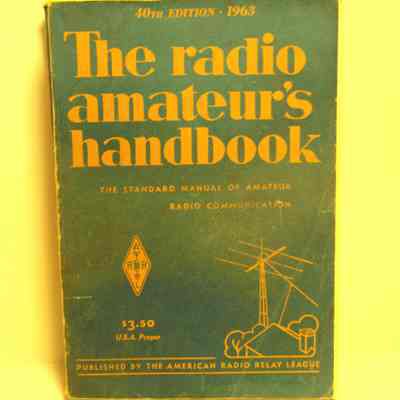 40TH EDITION · 1963
The radio
amateur's
handbook
THE STANDARD MANUAL OF AMATEUR
RADIO COMMUNICATION
A
R R
L
$3.50
U.S.A. Proper
PUBLISHED BY THE AMERICAN RADIO RELAY LEAGUE